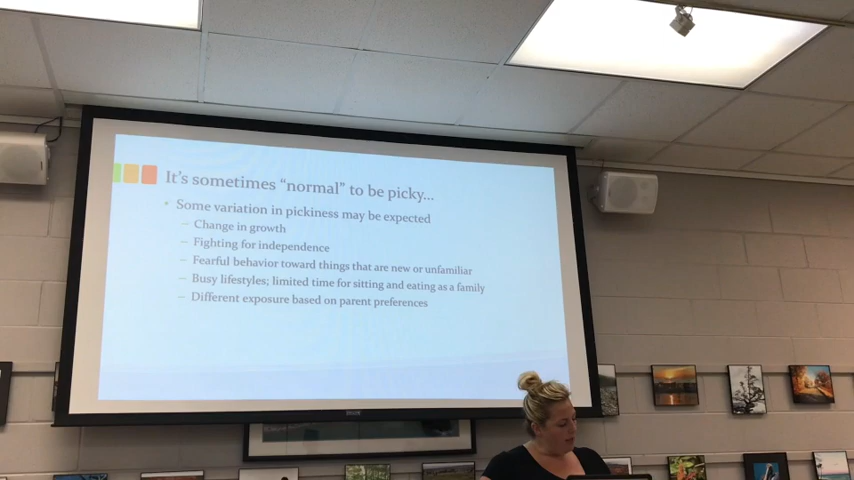 It's sometimes "normal" to be picky...
• Some variation in pickiness may be expected
– Change in growth
– Fighting for independence
– Fearful behavior toward things that are new or unfamiliar
– Busy lifestyles; limited time for sitting and eating as a family
– Different exposure based on parent preferences